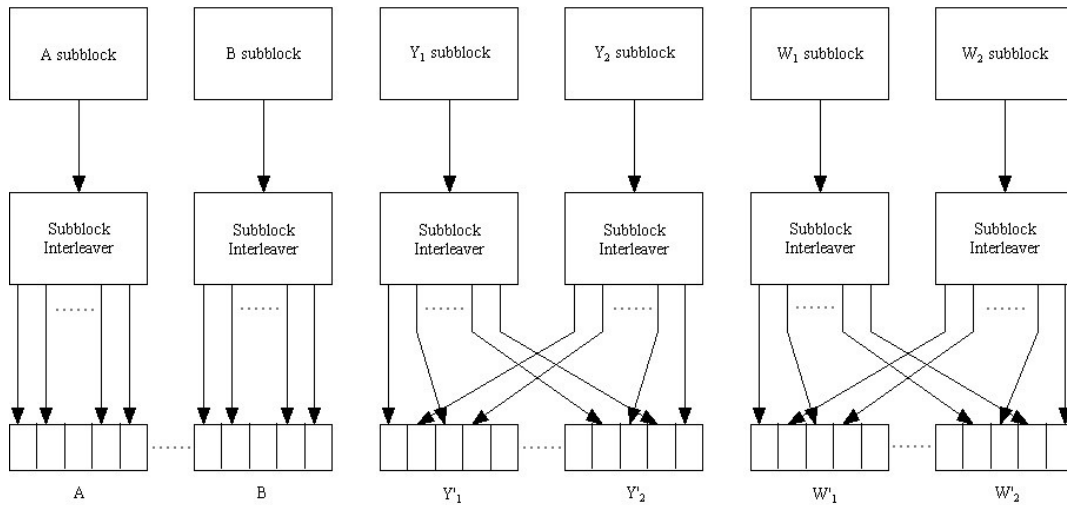 A subblock
B subblock
Y₁ subblock
Y₂ subblock
W₁ subblock
W₂ subblock
Subblock
Interleaver
Subblock
Interleaver
Subblock
Interleaver
Subblock
Interleaver
Subblock
Interleaver
Subblock
Interleaver
A
B
Y'₁
Y'₂
W'₁
W'₂